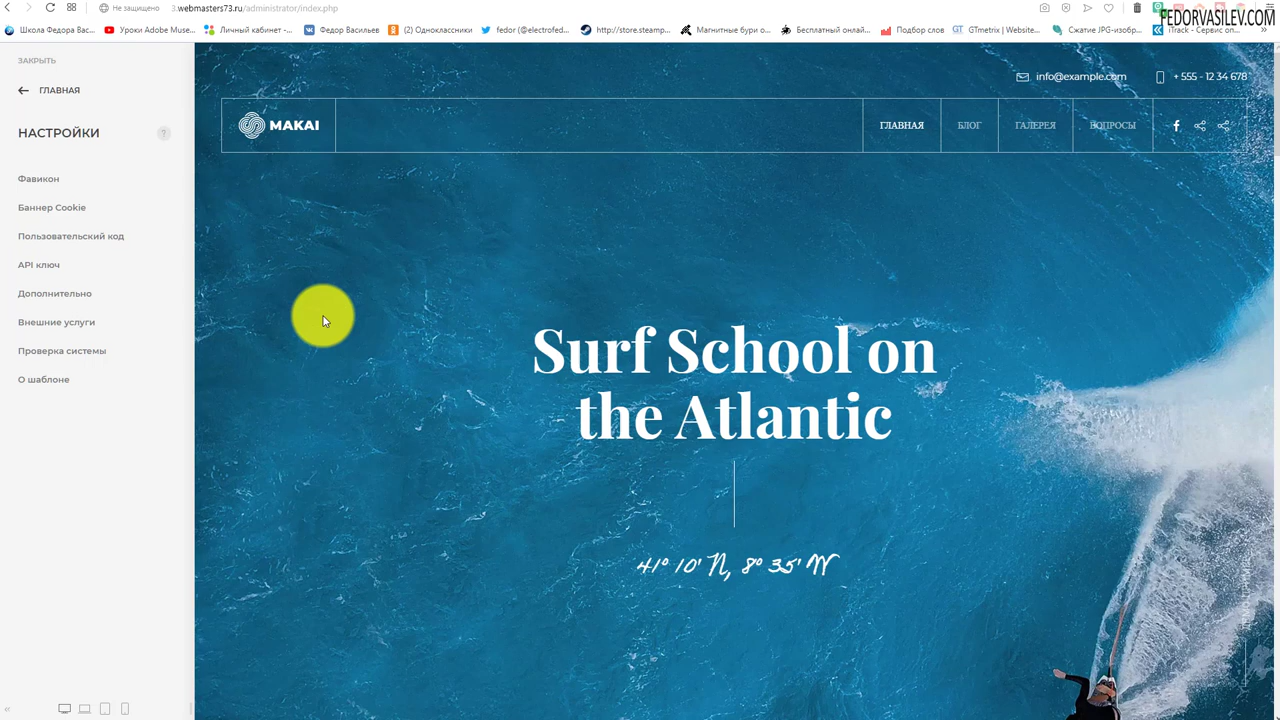 Не защищено
3.webmasters73.ru/administrator/index.php
FEDORVASILEV.COM
Школа Федора Вас...
Уроки Adobe Muse...
Личный кабинет -...
Федор Васильев
(2) Одноклассники
fedor (@electrofed...
http://store.steamp...
Магнитные бури о...
Бесплатный онлай...
Подбор слов
GTmetrix | Website...
Сжатие JPG-изобр...
iTrack - Сервис оп...
ЗАКРЫТЬ
ГЛАВНАЯ
НАСТРОЙКИ
?
Фавикон
Баннер Cookie
Пользовательский код
API ключ
Дополнительно
Внешние услуги
Проверка системы
О шаблоне
info@example.com
+ 555 - 12 34 678
MAKAI
ГЛАВНАЯ
БЛОГ
ГАЛЕРЕЯ
ВОПРОСЫ
Surf School on
the Atlantic
41° 10' N, 8° 35' W